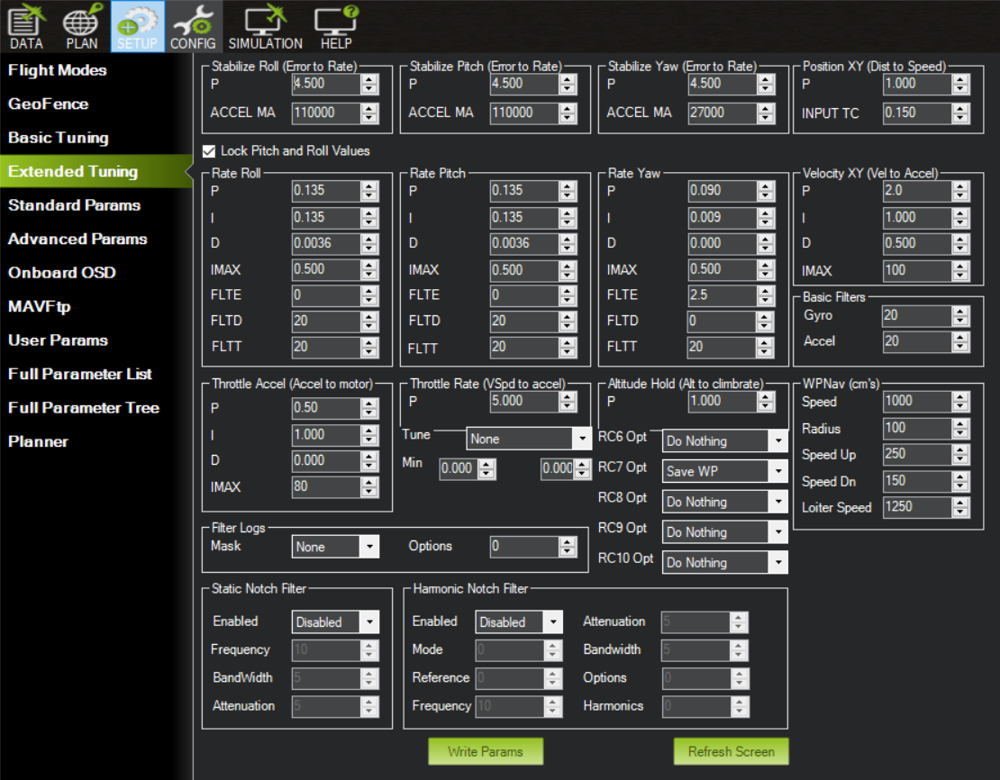 DATA PLAN SETUP CONFIG SIMULATION HELP
Flight Modes
GeoFence
Basic Tuning
Extended Tuning
Standard Params
Advanced Params
Onboard OSD
MAVFtp
User Params
Full Parameter List
Full Parameter Tree
Planner
Stabilize Roll (Error to Rate)
P 4.500
ACCEL MA 110000
Stabilize Pitch (Error to Rate)
P 4.500
ACCEL MA 110000
Stabilize Yaw (Error to Rate)
P 4.500
ACCEL MA 27000
Position XY (Dist to Speed)
P 1.000
INPUT TC 0.150
Lock Pitch and Roll Values
Rate Roll
P 0.135
I 0.135
D 0.0036
IMAX 0.500
FLTE 0
FLTD 20
FLTT 20
Rate Pitch
P 0.135
I 0.135
D 0.0036
IMAX 0.500
FLTE 0
FLTD 20
FLTT 20
Rate Yaw
P 0.090
I 0.009
D 0.000
IMAX 0.500
FLTE 2.5
FLTD 0
FLTT 20
Velocity XY (Vel to Accel)
P 2.0
I 1.000
D 0.500
IMAX 100
Basic Filters
Gyro 20
Accel 20
Throttle Accel (Accel to motor)
P 0.50
I 1.000
D 0.000
IMAX 80
Throttle Rate (VSpd to accel)
P 5.000
Tune None
Min 0.000 0.000
Altitude Hold (Alt to climbrate)
P 1.000
RC6 Opt Do Nothing
RC7 Opt Save WP
RC8 Opt Do Nothing
RC9 Opt Do Nothing
RC10 Opt Do Nothing
WPNav (cm's)
Speed 1000
Radius 100
Speed Up 250
Speed Dn 150
Loiter Speed 1250
Filter Logs
Mask None Options 0
Static Notch Filter
Enabled Disabled
Frequency 10
BandWidth 5
Attenuation 5
Harmonic Notch Filter
Enabled Disabled Attenuation 5
Mode 0 Bandwidth 5
Reference 0 Options 0
Frequency 10 Harmonics 0
Write Params Refresh Screen